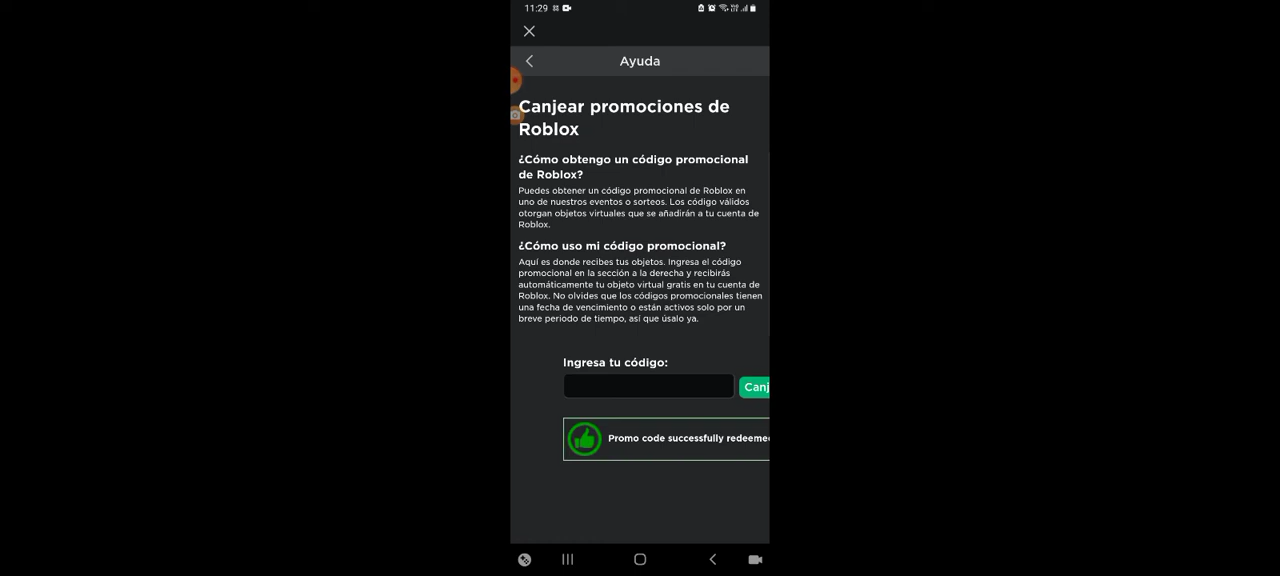 11:29
Ayuda
Canjear promociones de
Roblox
¿Cómo obtengo un código promocional
de Roblox?
Puedes obtener un código promocional de Roblox en
uno de nuestros eventos o sorteos. Los código válidos
otorgan objetos virtuales que se añadirán a tu cuenta de
Roblox.
¿Cómo uso mi código promocional?
Aquí es donde recibes tus objetos. Ingresa el código
promocional en la sección a la derecha y recibirás
automáticamente tu objeto virtual gratis en tu cuenta de
Roblox. No olvides que los códigos promocionales tienen
una fecha de vencimiento o están activos solo por un
breve periodo de tiempo, así que úsalo ya.
Ingresa tu código:
Canj
Promo code successfully redeemed